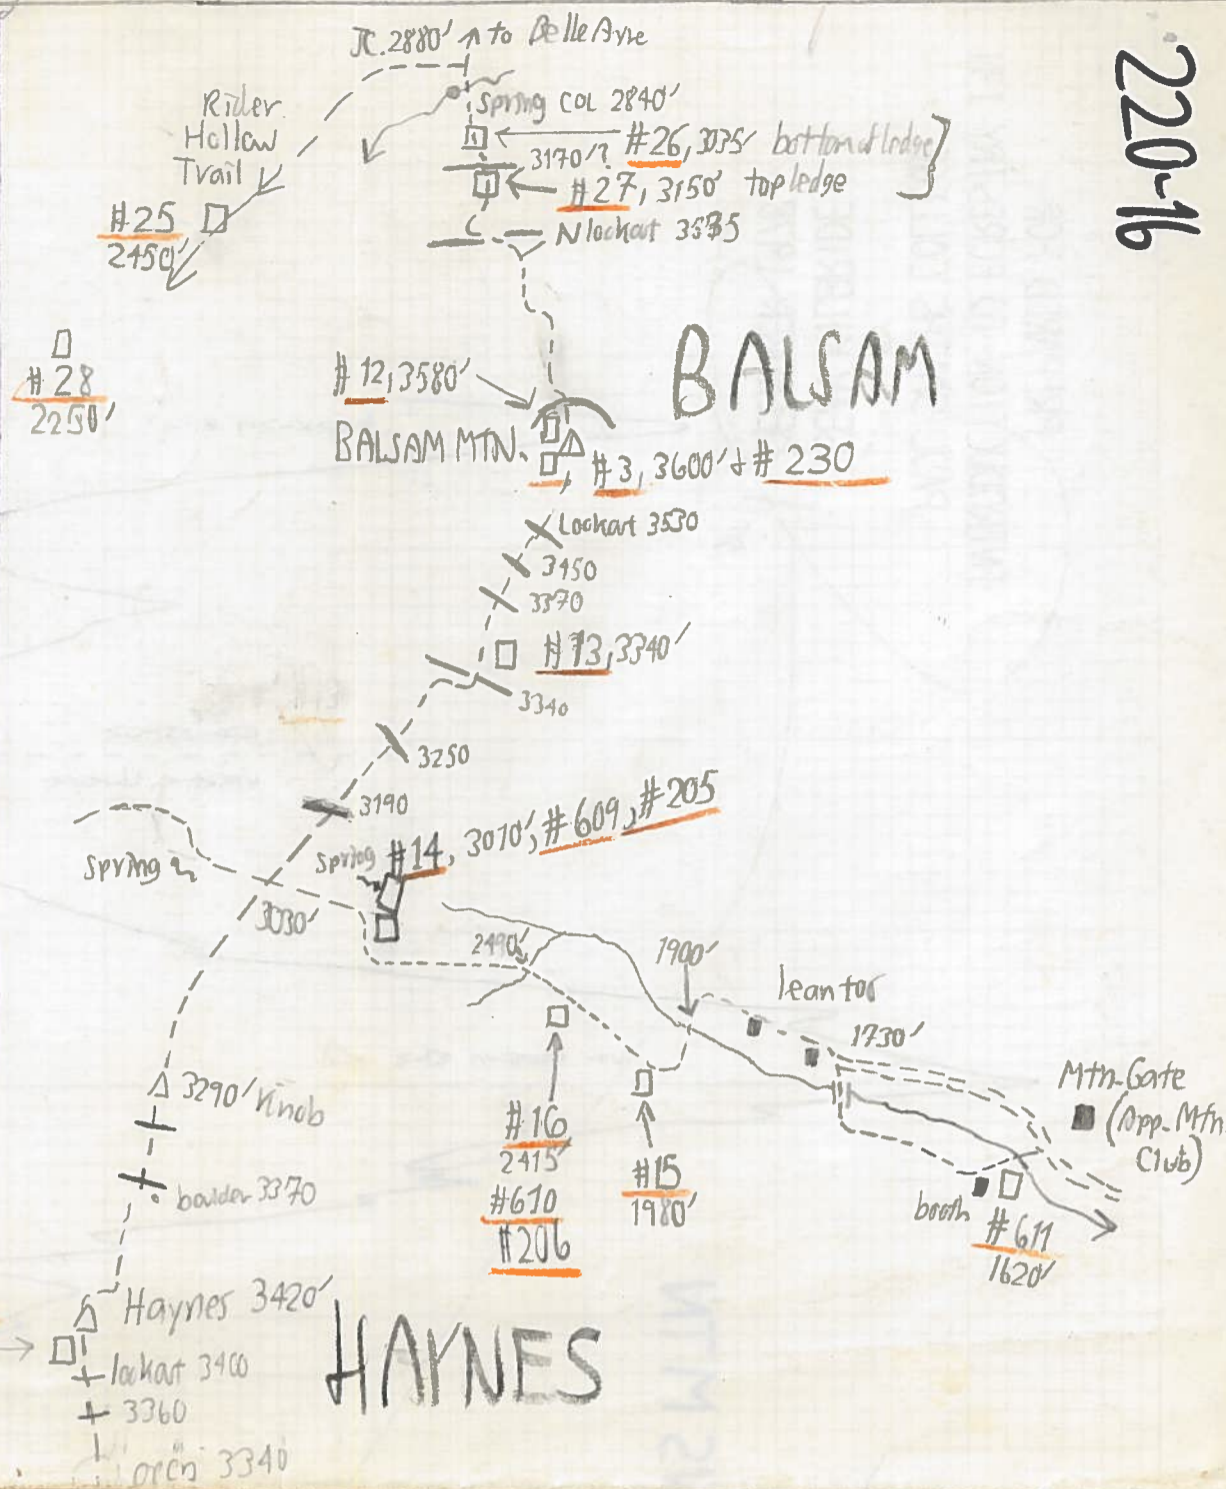 220-16
JC. 2880' to Belle Ayre
Rider
Hollow
Trail
Spring COL 2840'
#26, 3035' bottom of ledge
3170'?
#27, 3150' top ledge
#25
2450'
N lookout
#28
2250'
BALSAM
#12, 3580'
BALSAM MTN.
#3, 3600' & #230
Lookout 3530
3450
3370
#13, 3340'
3340
3250
3190
Spring
#14, 3070', #609, #205
spring
3030'
2490'
1900'
lean tos
1730'
Mtn. Gate
(App. Mtn.
Club)
3290' Knob
#16
2415'
#610
#206
#15
1980'
boulder 3370
booth
#611
1620'
Haynes 3420'
HAYNES
lookout 3400
3360
open 3340